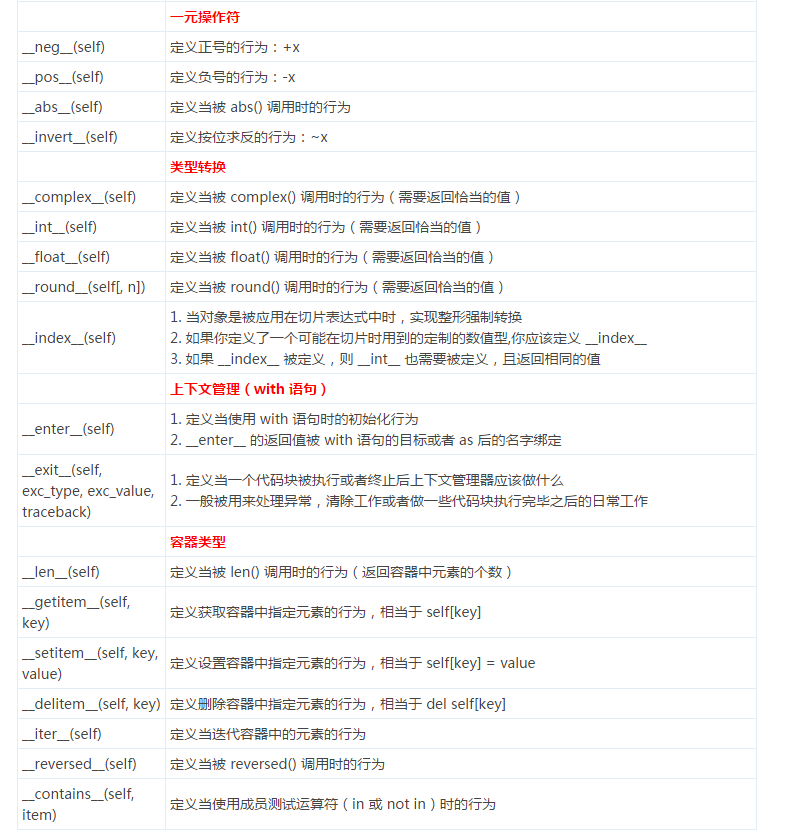 一元操作符
__neg__(self)
定义正号的行为：+x
__pos__(self)
定义负号的行为：-x
__abs__(self)
定义当被 abs() 调用时的行为
__invert__(self)
定义按位求反的行为：~x
类型转换
__complex__(self)
定义当被 complex() 调用时的行为（需要返回恰当的值）
__int__(self)
定义当被 int() 调用时的行为（需要返回恰当的值）
__float__(self)
定义当被 float() 调用时的行为（需要返回恰当的值）
__round__(self[, n])
定义当被 round() 调用时的行为（需要返回恰当的值）
__index__(self)
1. 当对象是被应用在切片表达式中时，实现整形强制转换
2. 如果你定义了一个可能在切片时用到的定制的数值型,你应该定义 __index__
3. 如果 __index__ 被定义，则 __int__ 也需要被定义，且返回相同的值
上下文管理（with 语句）
__enter__(self)
1. 定义当使用 with 语句时的初始化行为
2. __enter__ 的返回值被 with 语句的目标或者 as 后的名字绑定
__exit__(self,
exc_type, exc_value,
traceback)
1. 定义当一个代码块被执行或者终止后上下文管理器应该做什么
2. 一般被用来处理异常，清除工作或者做一些代码块执行完毕之后的日常工作
容器类型
__len__(self)
定义当被 len() 调用时的行为（返回容器中元素的个数）
__getitem__(self,
key)
定义获取容器中指定元素的行为，相当于 self[key]
__setitem__(self, key,
value)
定义设置容器中指定元素的行为，相当于 self[key] = value
__delitem__(self, key)
定义删除容器中指定元素的行为，相当于 del self[key]
__iter__(self)
定义当迭代容器中的元素的行为
__reversed__(self)
定义当被 reversed() 调用时的行为
__contains__(self,
item)
定义当使用成员测试运算符（in 或 not in）时的行为